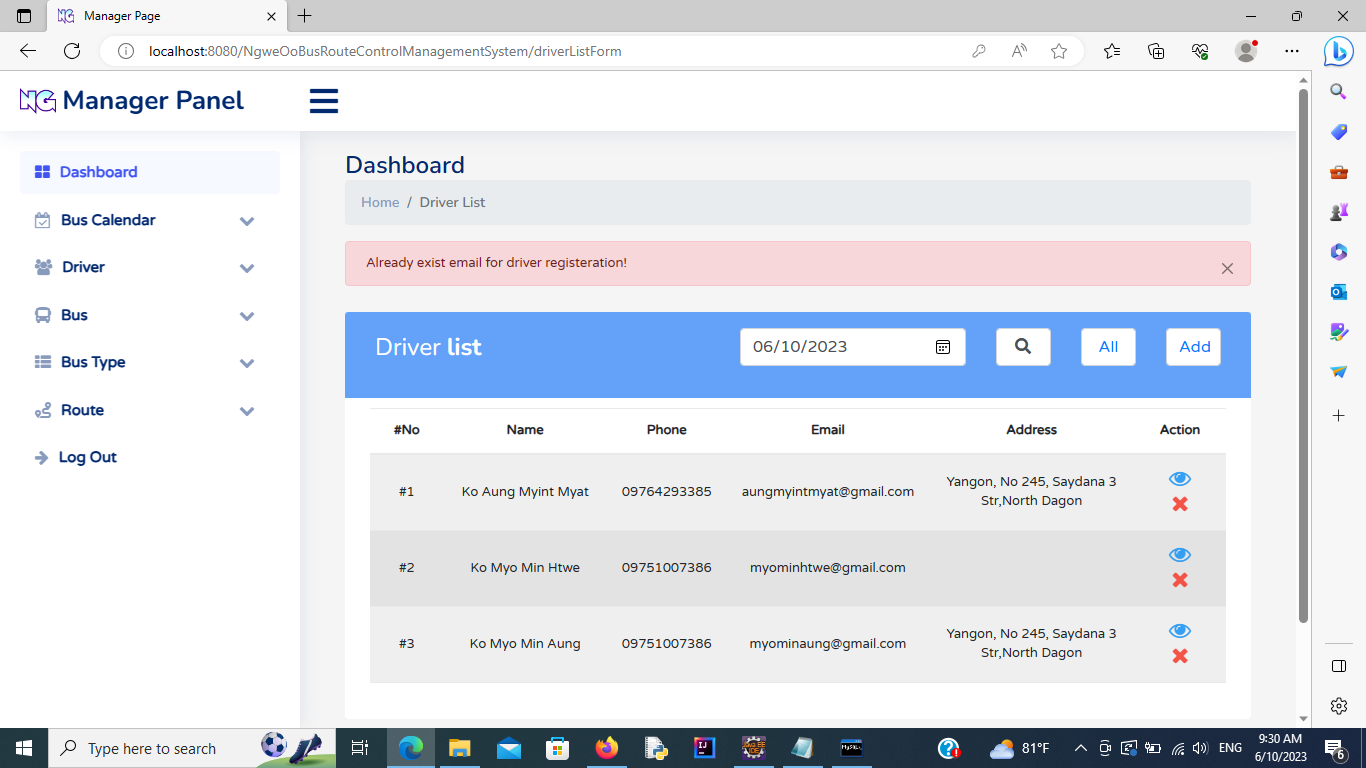 Manager Page
localhost:8080/NgweOoBusRouteControlManagementSystem/driverListForm
NG Manager Panel
Dashboard
Bus Calendar
Driver
Bus
Bus Type
Route
Log Out
Dashboard
Home / Driver List
Already exist email for driver registeration!
Driver list
06/10/2023
All
Add
#No Name Phone Email Address Action
#1 Ko Aung Myint Myat 09764293385 aungmyintmyat@gmail.com Yangon, No 245, Saydana 3
Str,North Dagon
#2 Ko Myo Min Htwe 09751007386 myominhtwe@gmail.com
#3 Ko Myo Min Aung 09751007386 myominaung@gmail.com Yangon, No 245, Saydana 3
Str,North Dagon
Type here to search
81°F
ENG
9:30 AM
6/10/2023
6